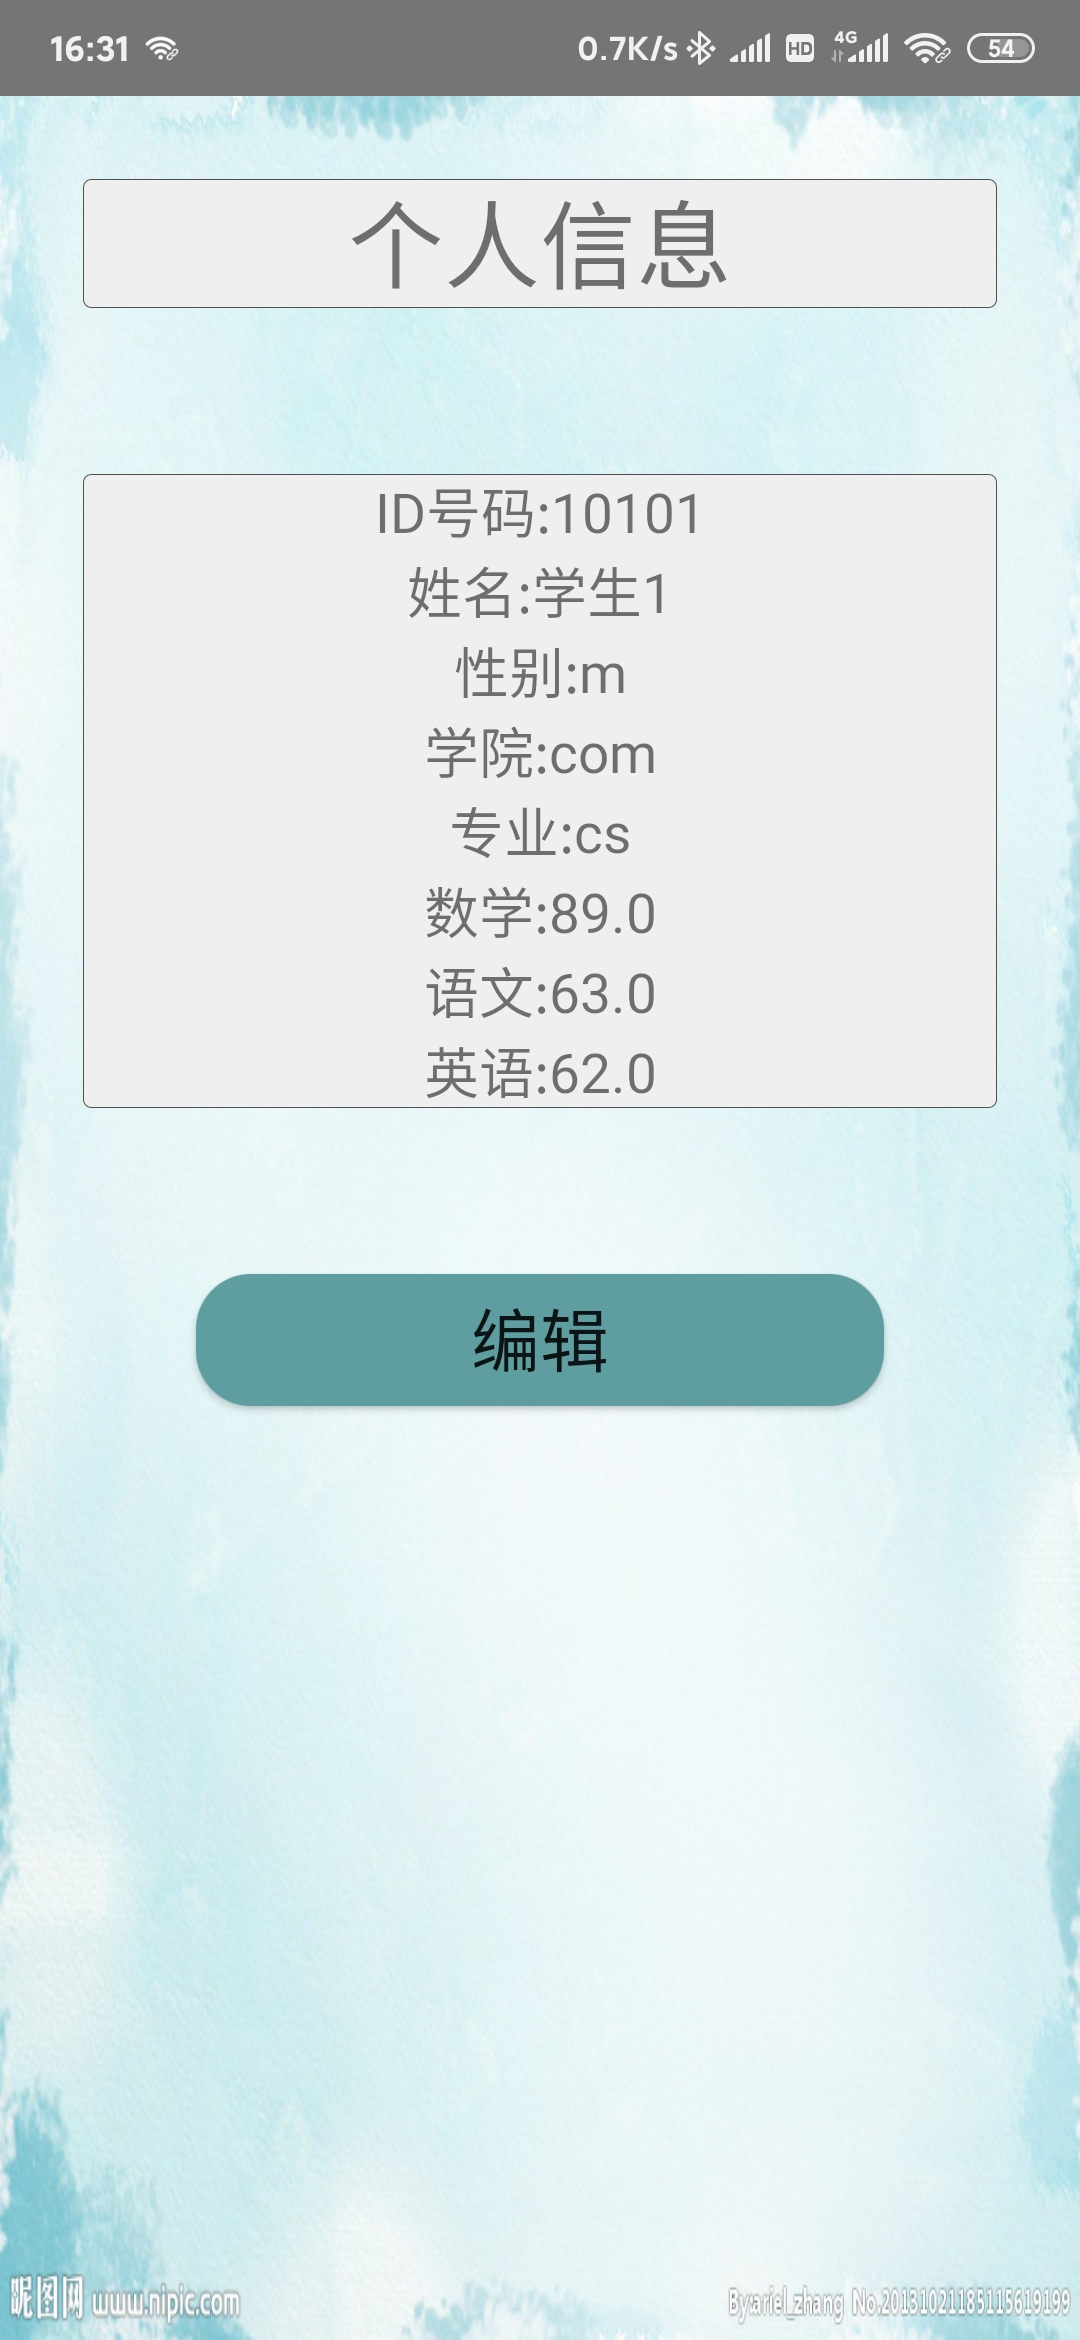 16:31 0.7K/s HD 4G 54
个人信息
ID号码:10101
姓名:学生1
性别:m
学院:com
专业:cs
数学:89.0
语文:63.0
英语:62.0
编辑
昵图网 www.nipic.com By:ariel_zhang No.20131021185115619199